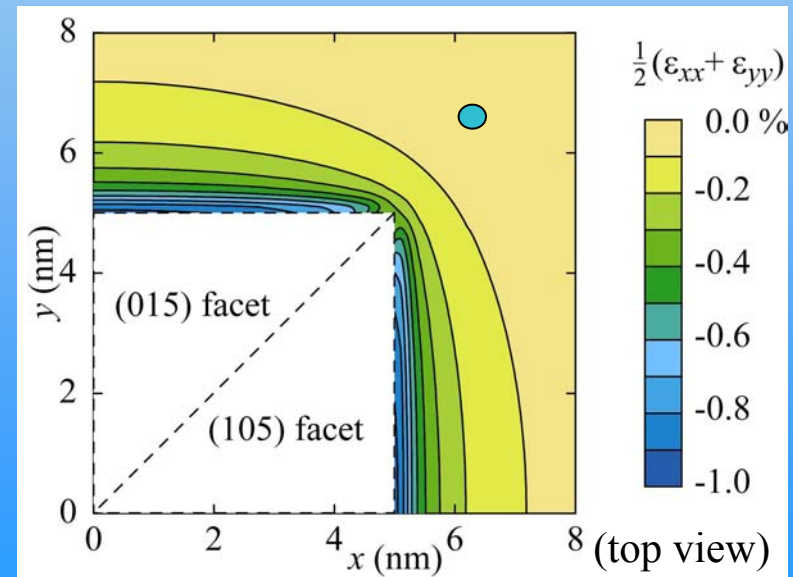 ½(εxx+ εyy)
8
6
4
2
0
y (nm)
(015) facet
(105) facet
0 2 4 6 8
x (nm)
0.0 %
-0.2
-0.4
-0.6
-0.8
-1.0
(top view)